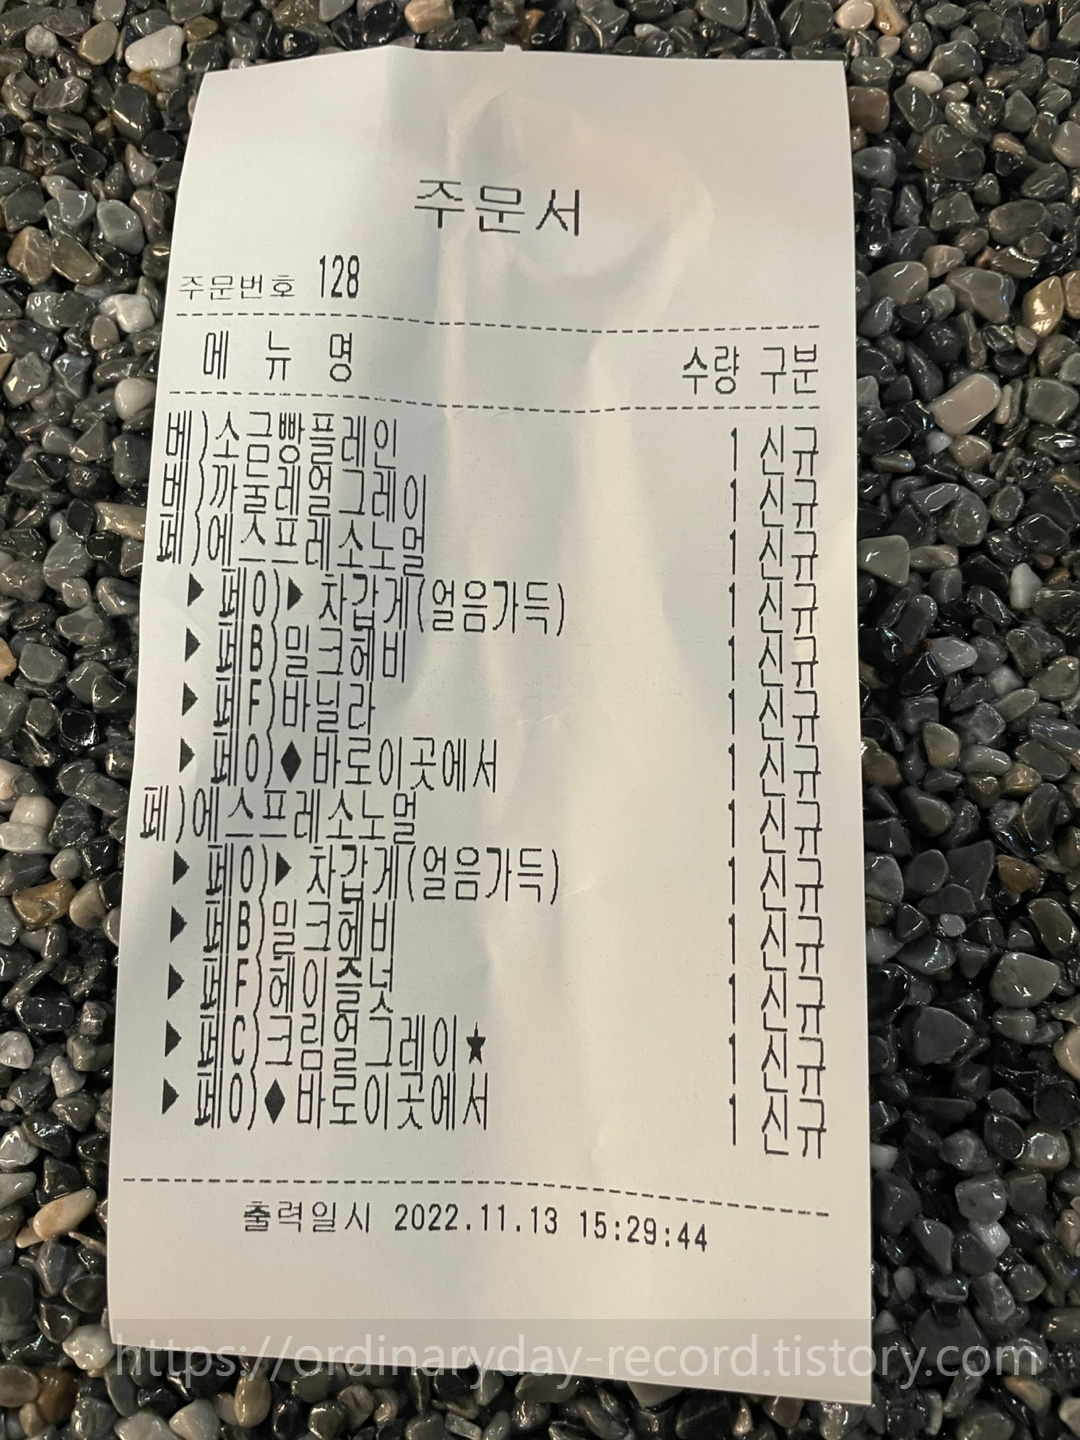 주문서
주문번호 128
메 뉴 명 수량 구분
베)소금빵플레인 1 신규
베)까눌레얼그레이 1 신규
페)에스프레소노멀 1 신규
▶ 페0)▶ 차갑게(얼음가득) 1 신규
▶ 페B)밀크헤비 1 신규
▶ 페F)바닐라 1 신규
▶ 페0)◆바로이곳에서 1 신규
페)에스프레소노멀 1 신규
▶ 페0)▶ 차갑게(얼음가득) 1 신규
▶ 페B)밀크헤비 1 신규
▶ 페F)헤이즐넛 1 신규
▶ 페C)크림얼그레이★ 1 신규
▶ 페0)◆바로이곳에서 1 신규
출력일시 2022.11.13 15:29:44
https://ordinaryday-record.tistory.com